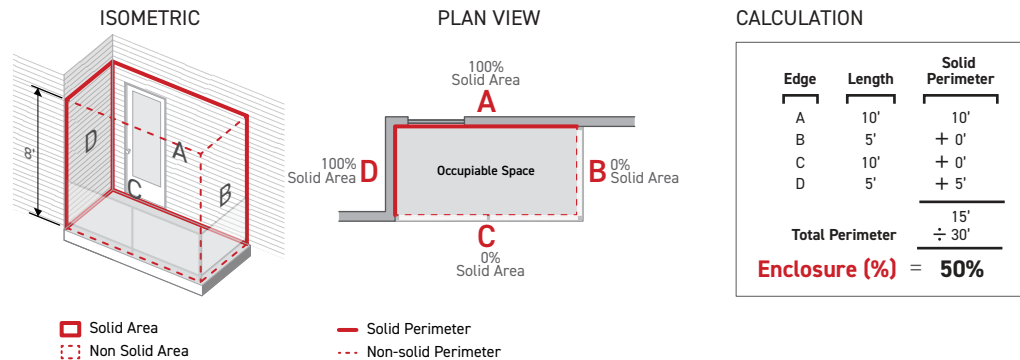 ISOMETRIC
8'
D
A
C
B
Solid Area
Non Solid Area
PLAN VIEW
100%
Solid Area
A
100%
Solid Area
D
Occupiable Space
B
0%
Solid Area
C
0%
Solid Area
Solid Perimeter
Non-solid Perimeter
CALCULATION
Edge Length Solid Perimeter
A 10' 10'
B 5' + 0'
C 10' + 0'
D 5' + 5'
15'
Total Perimeter ÷ 30'
Enclosure (%) = 50%